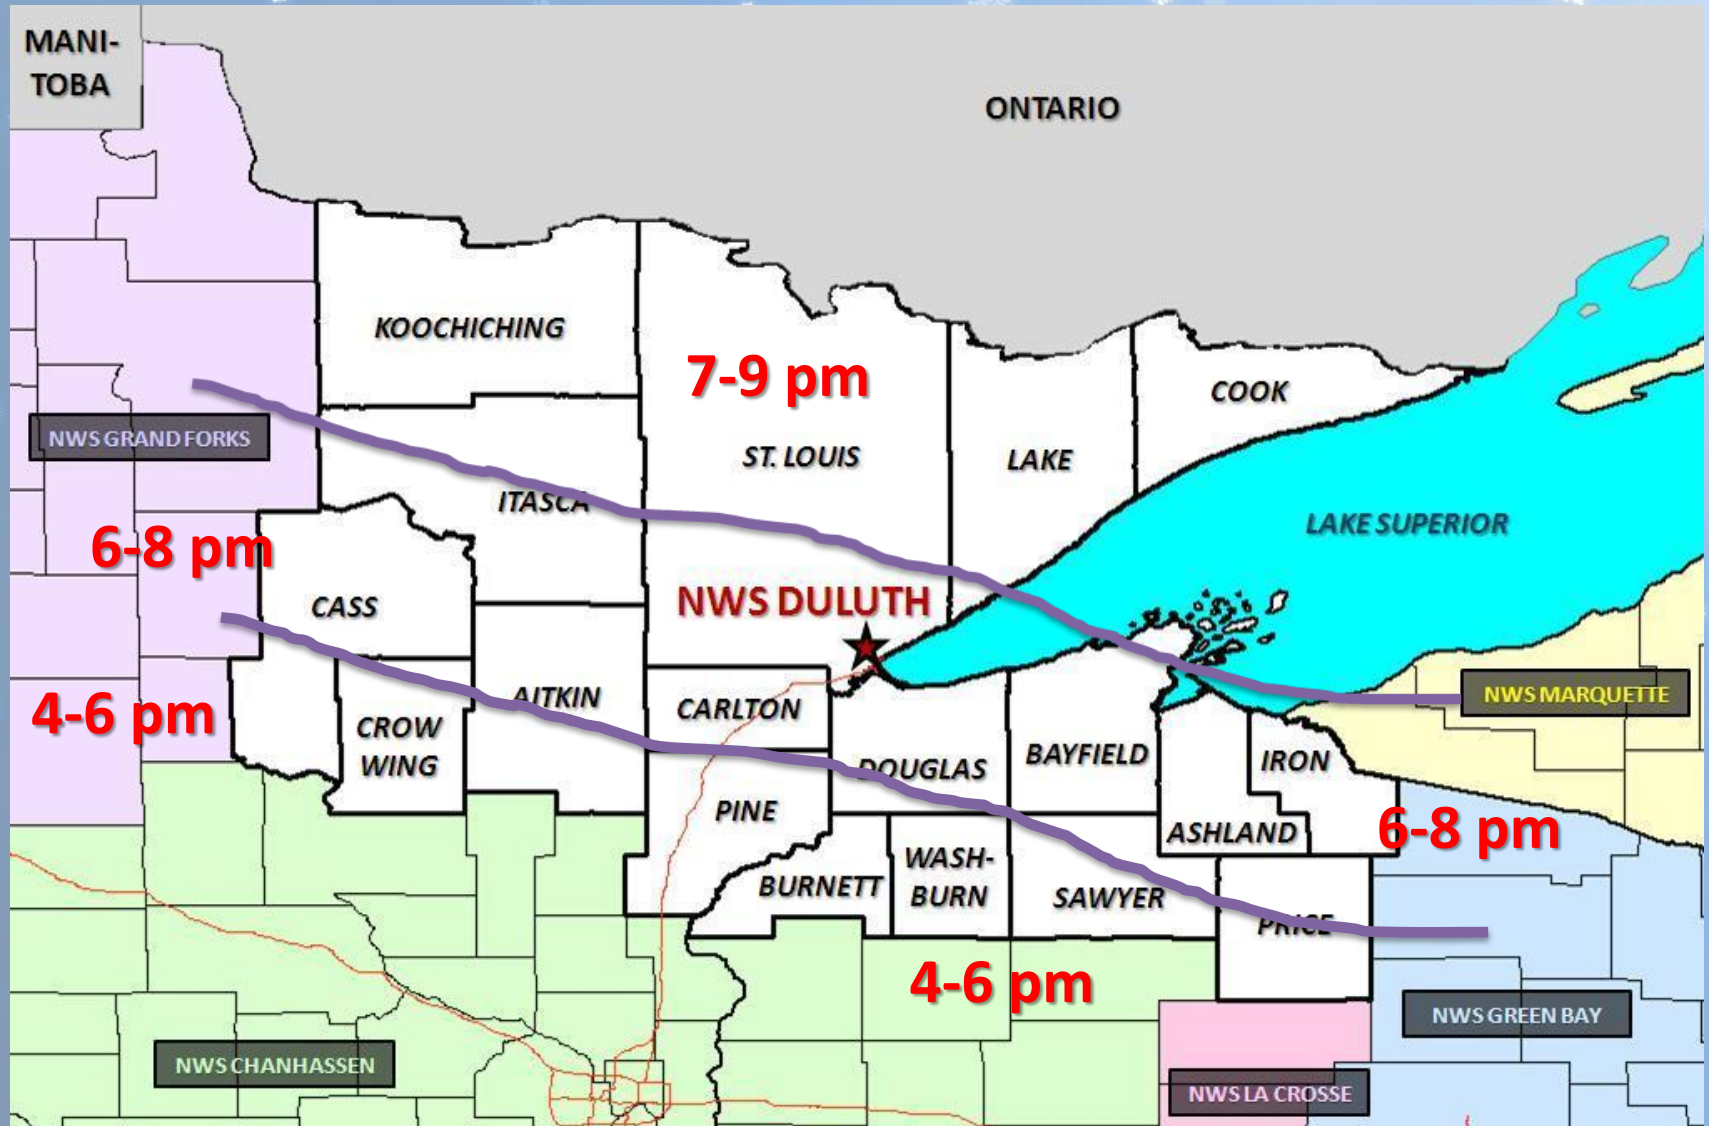 MANI-
TOBA
ONTARIO
KOOCHICHING
7-9 pm
COOK
NWS GRAND FORKS
ST. LOUIS
LAKE
ITASCA
LAKE SUPERIOR
6-8 pm
CASS
NWS DULUTH
4-6 pm
AITKIN
CARLTON
NWS MARQUETTE
CROW
WING
DOUGLAS
BAYFIELD
IRON
PINE
ASHLAND
6-8 pm
BURNETT
WASH-
BURN
SAWYER
PRICE
4-6 pm
NWS GREEN BAY
NWS CHANHASSEN
NWS LA CROSSE